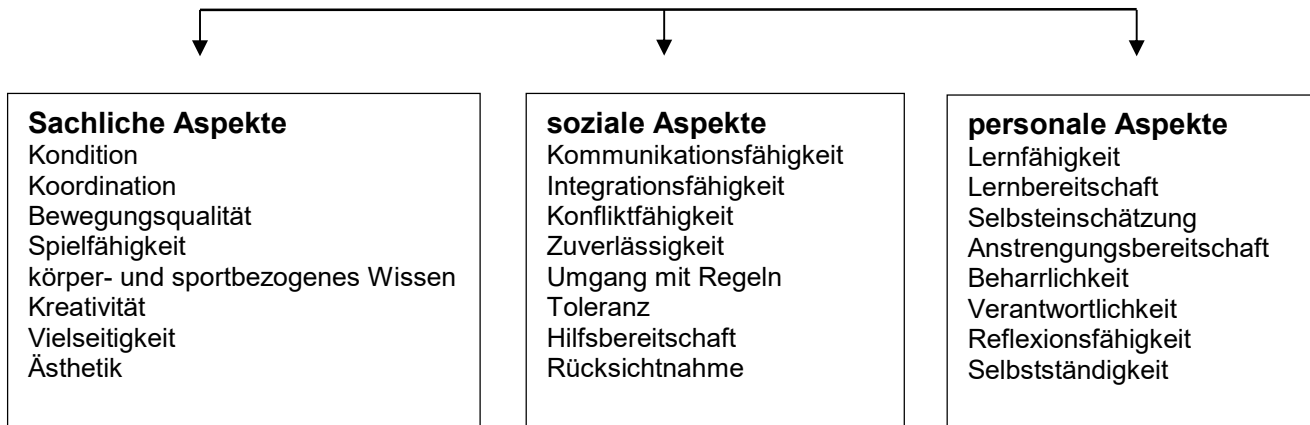 Sachliche Aspekte
Kondition
Koordination
Bewegungsqualität
Spielfähigkeit
körper- und sportbezogenes Wissen
Kreativität
Vielseitigkeit
Ästhetik
soziale Aspekte
Kommunikationsfähigkeit
Integrationsfähigkeit
Konfliktfähigkeit
Zuverlässigkeit
Umgang mit Regeln
Toleranz
Hilfsbereitschaft
Rücksichtnahme
personale Aspekte
Lernfähigkeit
Lernbereitschaft
Selbsteinschätzung
Anstrengungsbereitschaft
Beharrlichkeit
Verantwortlichkeit
Reflexionsfähigkeit
Selbstständigkeit